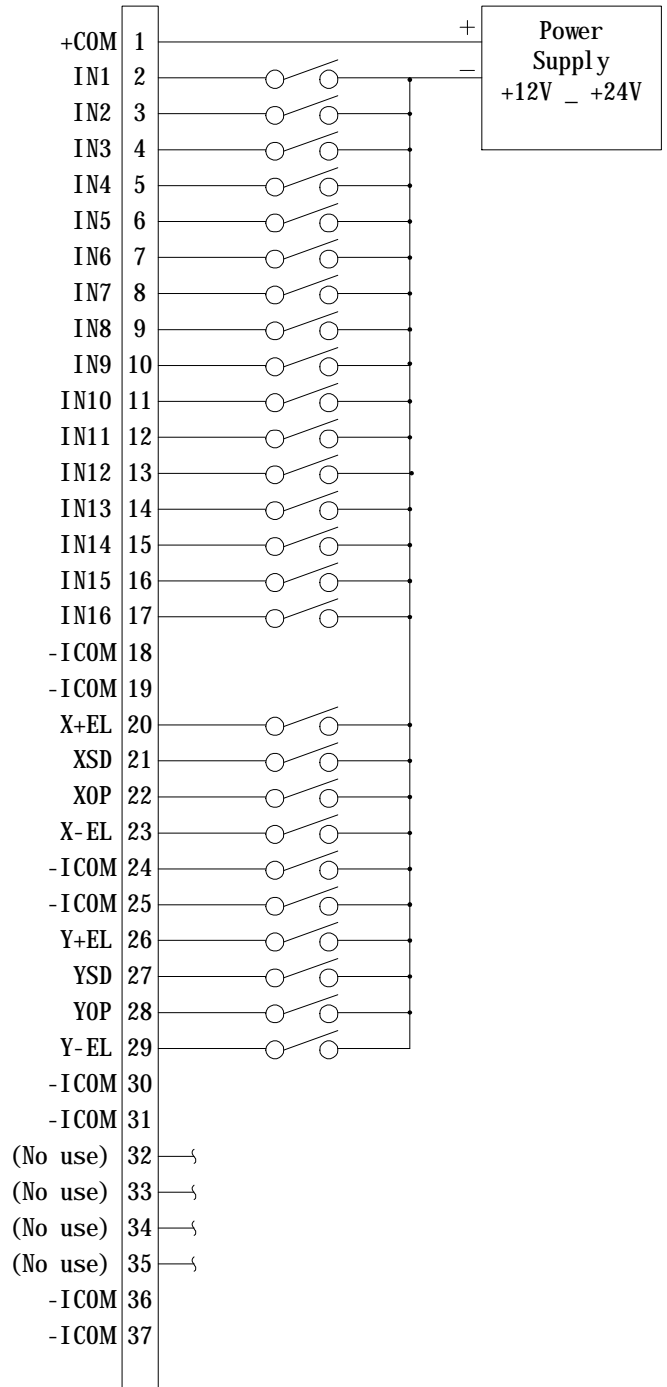 +COM 1
IN1 2
IN2 3
IN3 4
IN4 5
IN5 6
IN6 7
IN7 8
IN8 9
IN9 10
IN10 11
IN11 12
IN12 13
IN13 14
IN14 15
IN15 16
IN16 17
-ICOM 18
-ICOM 19
X+EL 20
XSD 21
XOP 22
X-EL 23
-ICOM 24
-ICOM 25
Y+EL 26
YSD 27
YOP 28
Y-EL 29
-ICOM 30
-ICOM 31
(No use) 32
(No use) 33
(No use) 34
(No use) 35
-ICOM 36
-ICOM 37
+
−
Power
Supply
+12V _ +24V